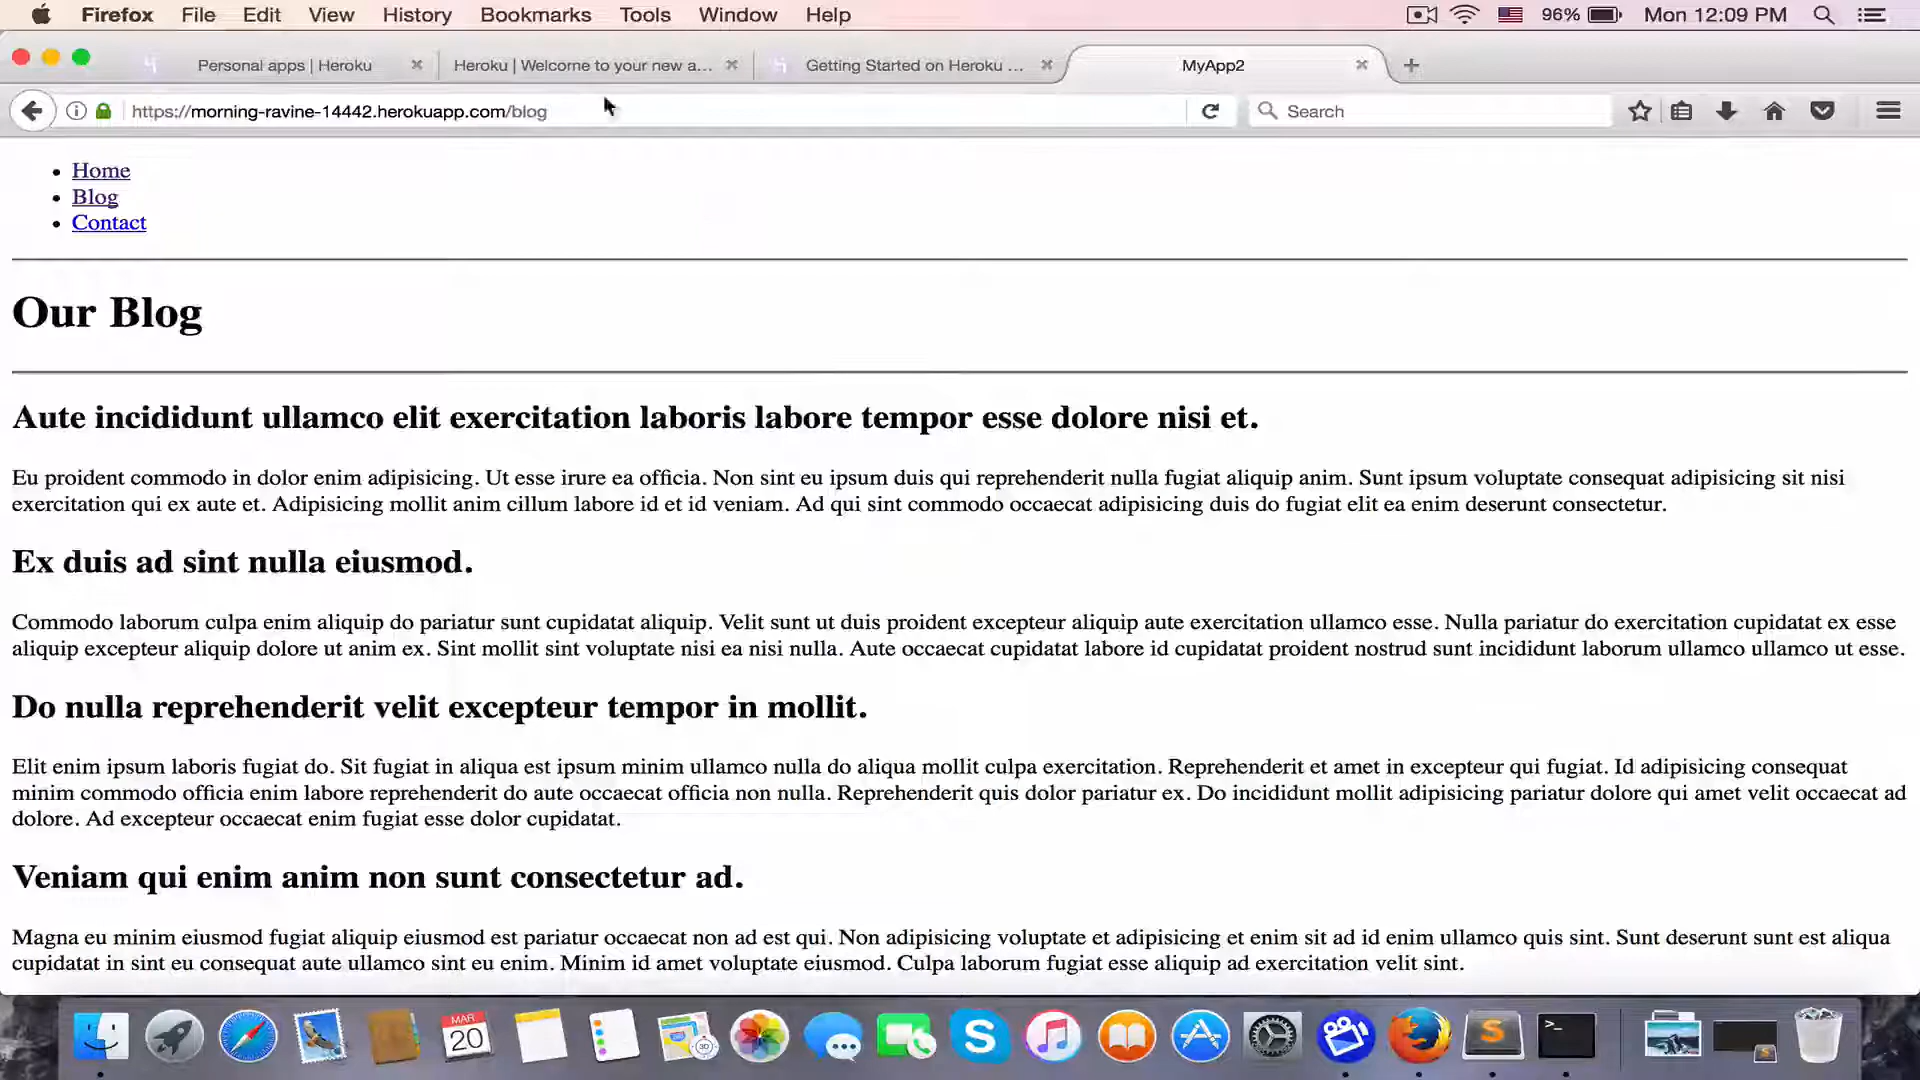 Firefox File Edit View History Bookmarks Tools Window Help 96% Mon 12:09 PM
Personal apps | Heroku Heroku | Welcome to your new a... Getting Started on Heroku ... MyApp2
https://morning-ravine-14442.herokuapp.com/blog Search
Home
Blog
Contact
Our Blog
Aute incididunt ullamco elit exercitation laboris labore tempor esse dolore nisi et.
Eu proident commodo in dolor enim adipisicing. Ut esse irure ea officia. Non sint eu ipsum duis qui reprehenderit nulla fugiat aliquip anim. Sunt ipsum voluptate consequat adipisicing sit nisi
exercitation qui ex aute et. Adipisicing mollit anim cillum labore id et id veniam. Ad qui sint commodo occaecat adipisicing duis do fugiat elit ea enim deserunt consectetur.
Ex duis ad sint nulla eiusmod.
Commodo laborum culpa enim aliquip do pariatur sunt cupidatat aliquip. Velit sunt ut duis proident excepteur aliquip aute exercitation ullamco esse. Nulla pariatur do exercitation cupidatat ex esse
aliquip excepteur aliquip dolore ut anim ex. Sint mollit sint voluptate nisi ea nisi nulla. Aute occaecat cupidatat labore id cupidatat proident nostrud sunt incididunt laborum ullamco ullamco ut esse.
Do nulla reprehenderit velit excepteur tempor in mollit.
Elit enim ipsum laboris fugiat do. Sit fugiat in aliqua est ipsum minim ullamco nulla do aliqua mollit culpa exercitation. Reprehenderit et amet in excepteur qui fugiat. Id adipisicing consequat
minim commodo officia enim labore reprehenderit do aute occaecat officia non nulla. Reprehenderit quis dolor pariatur ex. Do incididunt mollit adipisicing pariatur dolore qui amet velit occaecat ad
dolore. Ad excepteur occaecat enim fugiat esse dolor cupidatat.
Veniam qui enim anim non sunt consectetur ad.
Magna eu minim eiusmod fugiat aliquip eiusmod est pariatur occaecat non ad est qui. Non adipisicing voluptate et adipisicing et enim sit ad id enim ullamco quis sint. Sunt deserunt sunt est aliqua
cupidatat in sint eu consequat aute ullamco sint eu enim. Minim id amet voluptate eiusmod. Culpa laborum fugiat esse aliquip ad exercitation velit sint.
MAR
20
3D